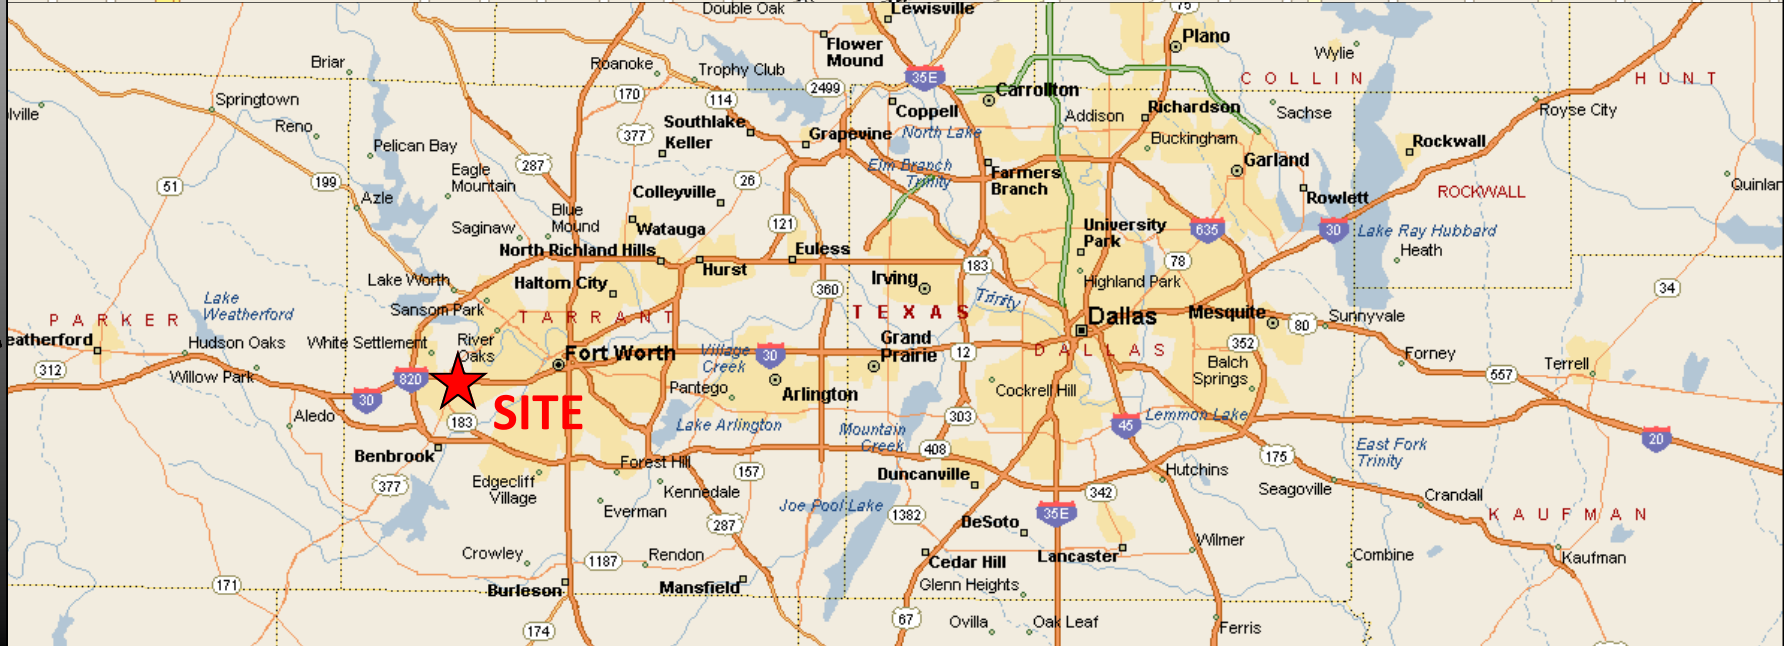 Double Oak
Lewisville
75
Plano
Flower
Mound
Wylie
Briar
Roanoke
Trophy Club
35E
COLLIN
HUNT
Springtown
170
114
2499
Carrollton
Coppell
Addison
Richardson
Sachse
Royse City
Reno
377
Southlake
Keller
Grapevine
North Lake
Buckingham
Rockwall
Pelican Bay
287
Elm Branch
Trinity
Farmers
Branch
Garland
51
199
Eagle
Mountain
Colleyville
26
Rowlett
ROCKWALL
Azle
Blue
Mound
Saginaw
Watauga
121
University
Park
635
30
Lake Ray Hubbard
Heath
North Richland Hills
Hurst
Euless
183
78
Lake Worth
Haltom City
Irving
Highland Park
360
34
Lake
Weatherford
Sansom Park
Trinity
PARKER
TARRANT
TEXAS
Dallas
Mesquite
80
Sunnyvale
Hudson Oaks
White Settlement
River
Oaks
Fort Worth
Village
Creek
30
Grand
Prairie
12
DALLAS
352
Forney
Terrell
312
Willow Park
820
Pantego
Arlington
Cockrell Hill
Balch
Springs
557
30
SITE
Aledo
183
Lake Arlington
303
45
Lemmon Lake
Mountain
Creek
20
Benbrook
408
175
East Fork
Trinity
377
Edgecliff
Village
Forest Hill
157
Duncanville
Hutchins
Kennedale
342
Seagoville
Crandall
Everman
287
Joe Pool Lake
1382
DeSoto
35E
KAUFMAN
Crowley
1187
Rendon
Cedar Hill
Lancaster
Wilmer
Combine
Kaufman
171
Burleson
Mansfield
Glenn Heights
174
67
Ovilla
Oak Leaf
Ferris